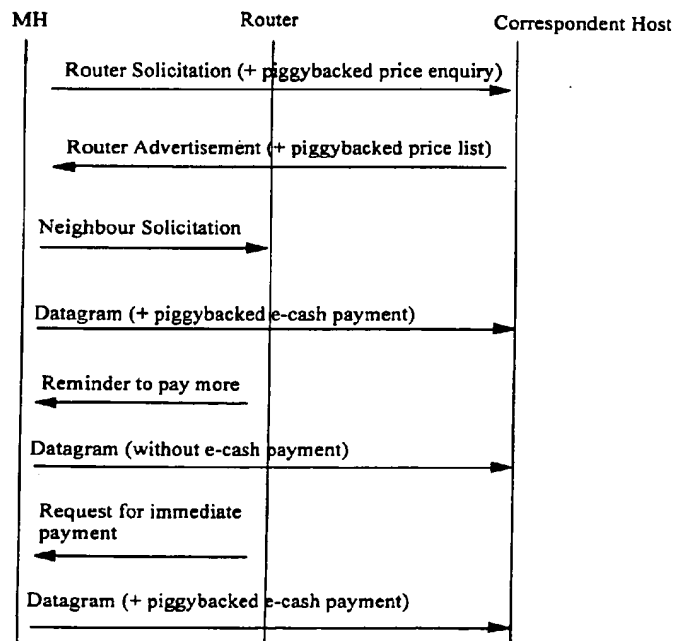 MH Router Correspondent Host
Router Solicitation (+ piggybacked price enquiry)
Router Advertisement (+ piggybacked price list)
Neighbour Solicitation
Datagram (+ piggybacked e-cash payment)
Reminder to pay more
Datagram (without e-cash payment)
Request for immediate
payment
Datagram (+ piggybacked e-cash payment)